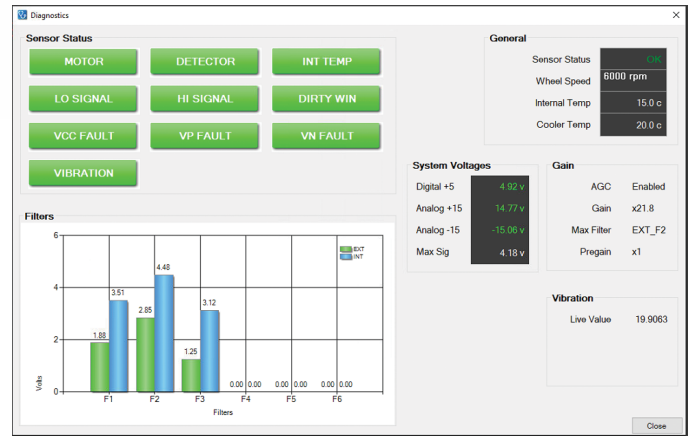 Diagnostics
Sensor Status
MOTOR
DETECTOR
INT TEMP
LO SIGNAL
HI SIGNAL
DIRTY WIN
VCC FAULT
VP FAULT
VN FAULT
VIBRATION
General
Sensor Status OK
Wheel Speed 6000 rpm
Internal Temp 15.0 c
Cooler Temp 20.0 c
System Voltages
Digital +5 4.92 v
Analog +15 14.77 v
Analog -15 -15.06 v
Max Sig 4.18 v
Gain
AGC Enabled
Gain x21.8
Max Filter EXT_F2
Pregain x1
Vibration
Live Value 19.9063
Filters
6
4
2
0
Volts
EXT
INT
1.88
3.51
2.85
4.48
1.25
3.12
0.00 0.00
0.00 0.00
0.00 0.00
F1 F2 F3 F4 F5 F6
Filters
Close